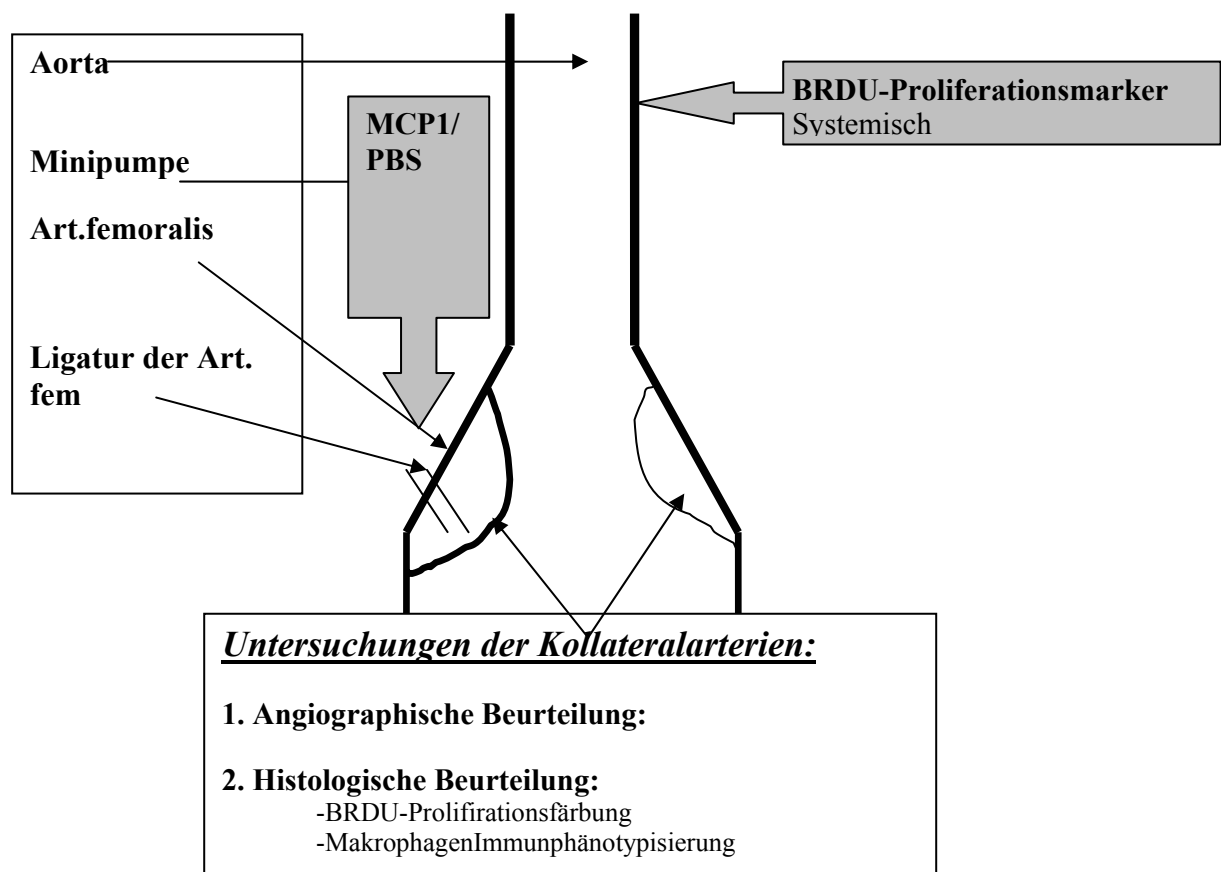 Aorta
Minipumpe
Art.femoralis
Ligatur der Art.
fem
MCP1/
PBS
BRDU-Proliferationsmarker
Systemisch
Untersuchungen der Kollateralarterien:
1. Angiographische Beurteilung:
2. Histologische Beurteilung:
-BRDU-Prolifirationsfärbung
-MakrophagenImmunphänotypisierung